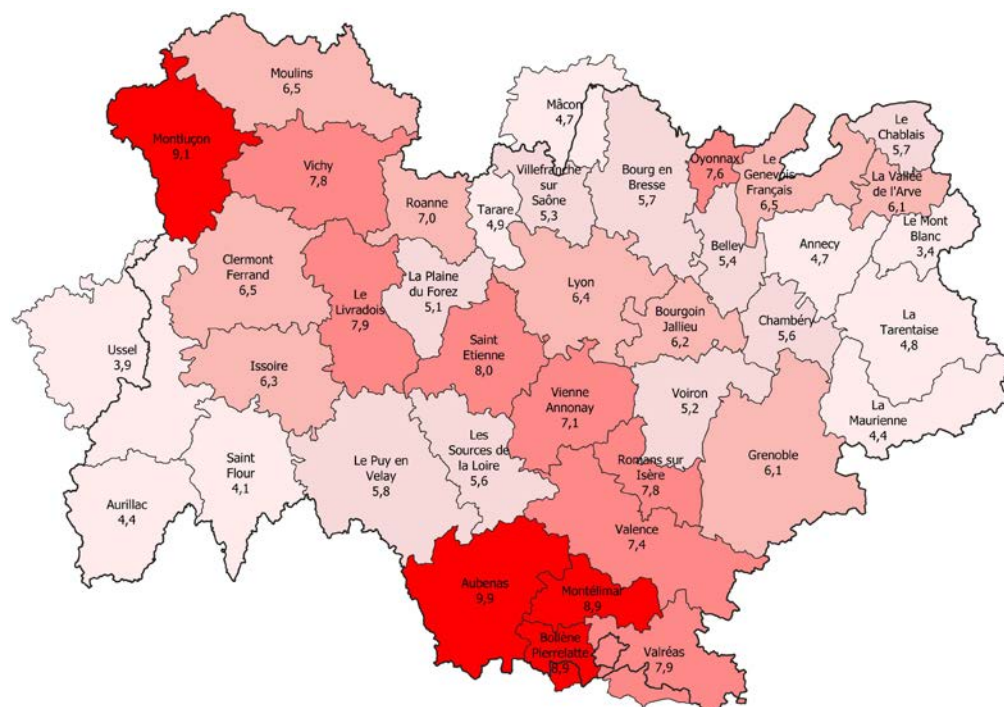 Moulins
6,5
Montluçon
9,1
Vichy
7,8
Mâcon
4,7
Le
Chablais
5,7
Oyonnax
7,6
Le
Genevois
Français
6,5
La Vallée
de l'Arve
6,1
Villefranche
sur
Saône
5,3
Bourg en
Bresse
5,7
Roanne
7,0
Tarare
4,9
Le Mont
Blanc
3,4
Belley
5,4
Annecy
4,7
Clermont
Ferrand
6,5
La Plaine
du Forez
5,1
Lyon
6,4
Le
Livradois
7,9
Bourgoin
Jallieu
6,2
Chambéry
5,6
La
Tarentaise
4,8
Ussel
3,9
Saint
Etienne
8,0
Issoire
6,3
Vienne
Annonay
7,1
Voiron
5,2
La
Maurienne
4,4
Les
Sources de
la Loire
5,6
Saint
Flour
4,1
Le Puy en
Velay
5,8
Romans sur
Isère
7,8
Grenoble
6,1
Aurillac
4,4
Valence
7,4
Aubenas
9,9
Montélimar
8,9
Bollène
Pierrelatte
8,9
Valréas
7,9